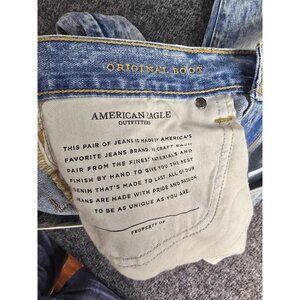 ORIGINAL BOOT
AMERICAN EAGLE
OUTFITTERS
THIS PAIR OF JEANS IS MADE BY AMERICA'S
FAVORITE JEANS BRAND. WE CRAFT EACH
PAIR FROM THE FINEST MATERIALS AND
FINISH BY HAND TO GIVE YOU THE BEST
DENIM THAT'S MADE TO LAST. ALL OF OUR
JEANS ARE MADE WITH PRIDE AND PASSION
TO BE AS UNIQUE AS YOU ARE.
PROPERTY OF